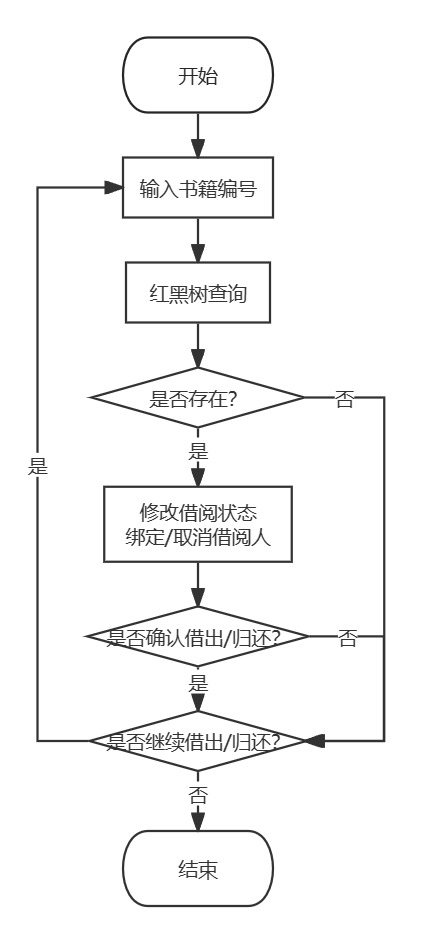 开始
输入书籍编号
红黑树查询
是否存在?
否
是
修改借阅状态
绑定/取消借阅人
是
是否确认借出/归还?
否
是
是否继续借出/归还?
否
结束